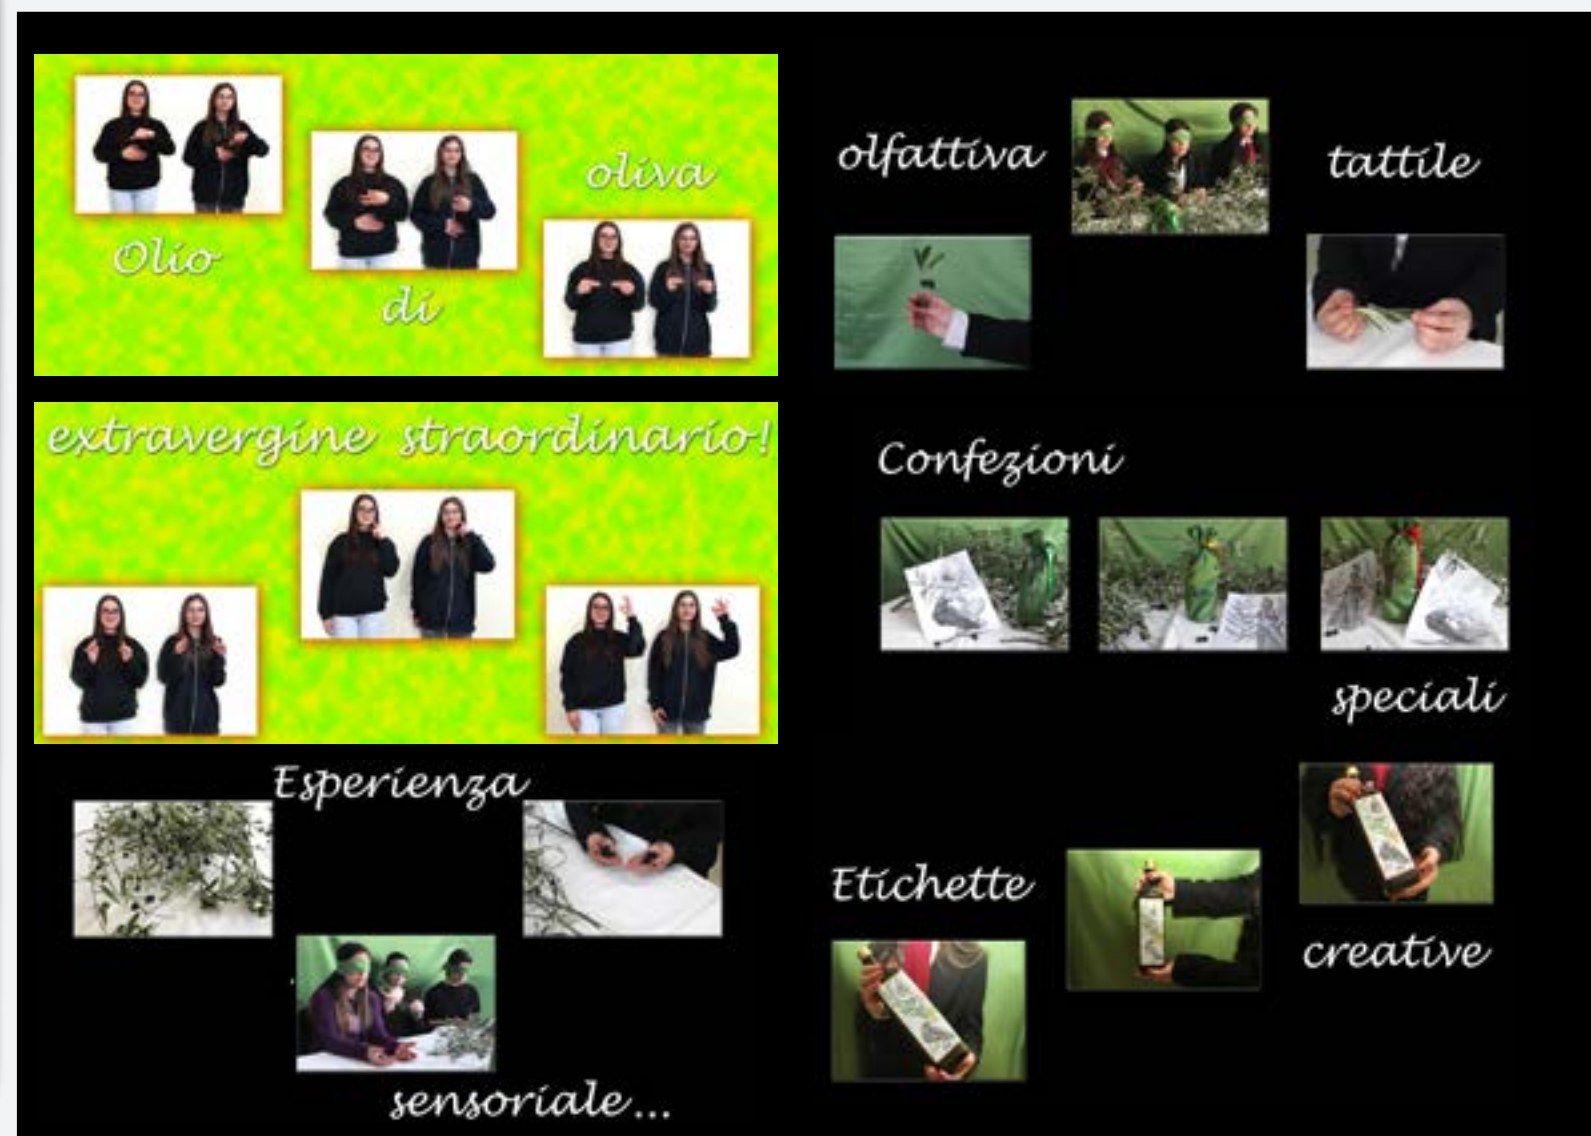 Olio
di
oliva
extravergine straordinario!
Esperienza
sensoriale...
olfattiva
tattile
Confezioni
speciali
Etichette
creative